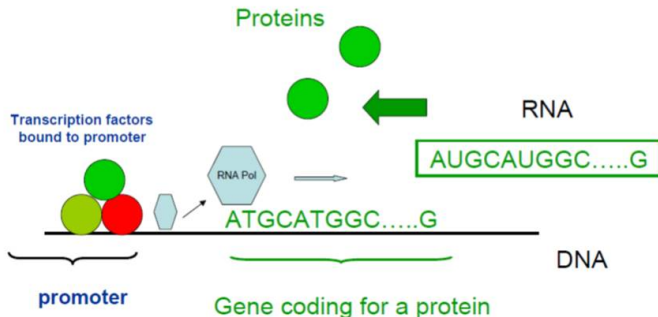 Proteins
Transcription factors
bound to promoter
RNA
AUGCAUGGC.....G
RNA Pol
ATGCATGGC.....G
DNA
promoter
Gene coding for a protein